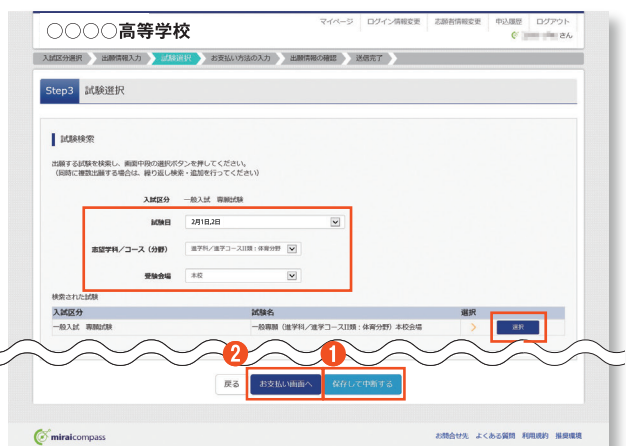 〇〇〇〇高等学校
マイページ ログイン情報変更 志願者情報変更 申込履歴 ログアウト
さん
入試区分選択 出願情報入力 試験選択 お支払い方法の入力 出願情報の確認 送信完了
Step3 試験選択
試験検索
出願する試験を検索し、画面中段の選択ボタンを押してください。
(同時に複数出願する場合は、繰り返し検索・追加を行ってください)
入試区分 一般入試 専願試験
試験日 2月1日,2日
志望学科/コース(分野) 進学科/進学コースII類:体育分野
受験会場 本校
検索された試験
入試区分 試験名 選択
一般入試 専願試験 一般専願(進学科/進学コースII類:体育分野)本校会場 選択
2 1
戻る お支払い画面へ 保存して中断する
miraicompass お問合せ先 よくある質問 利用規約 推奨環境